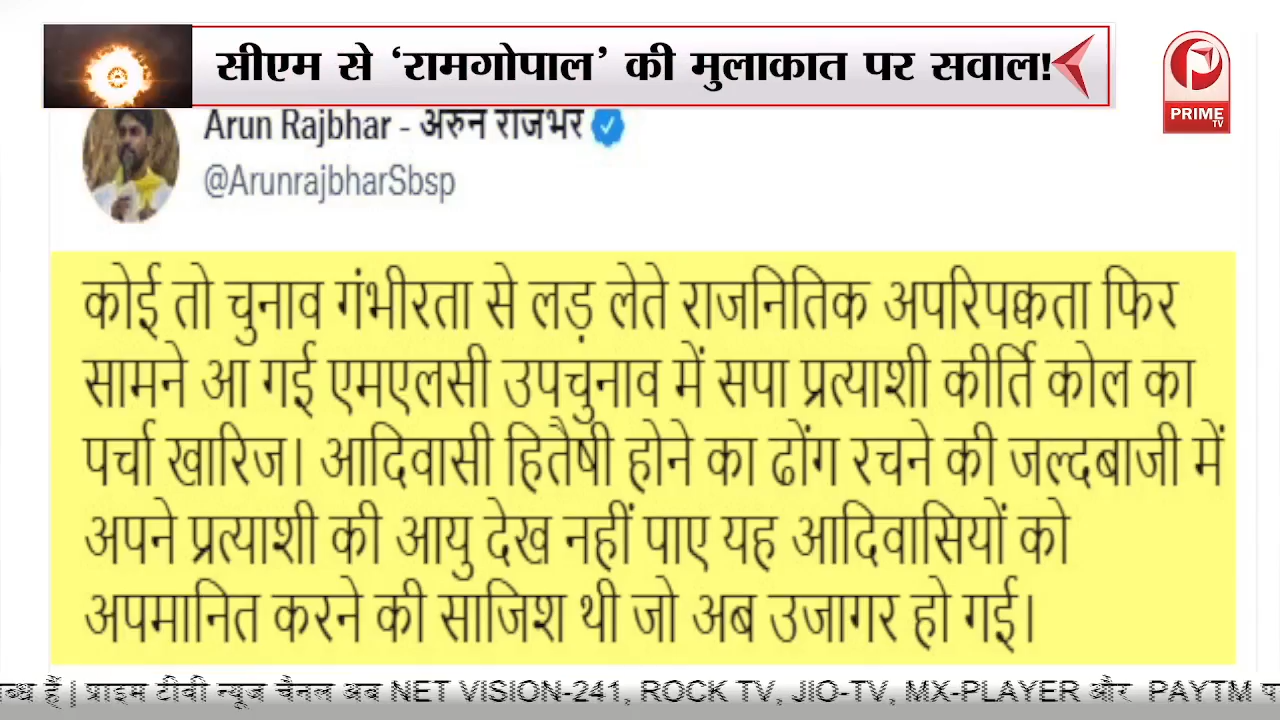 सीएम से ‘रामगोपाल’ की मुलाकात पर सवाल!
PRIME
TV
Arun Rajbhar - अरुन राजभर
@ArunrajbharSbsp
कोई तो चुनाव गंभीरता से लड़ लेते राजनितिक अपरिपक्वता फिर
सामने आ गई एमएलसी उपचुनाव में सपा प्रत्याशी कीर्ति कोल का
पर्चा खारिज। आदिवासी हितैषी होने का ढोंग रचने की जल्दबाजी में
अपने प्रत्याशी की आयु देख नहीं पाए यह आदिवासियों को
अपमानित करने की साजिश थी जो अब उजागर हो गई।
हैं | प्राइम टीवी न्यूज चैनल अब NET VISION-241, ROCK TV, JIO-TV, MX-PLAYER और PAYTM